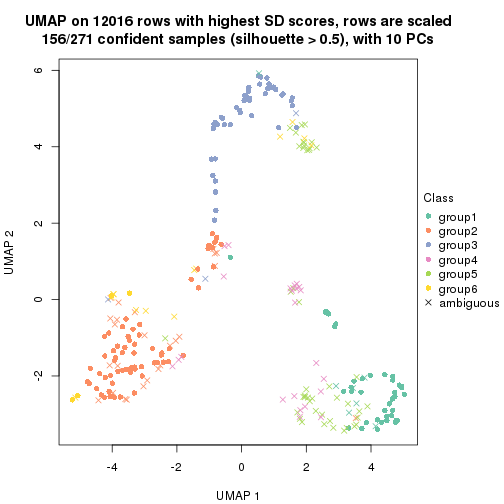 UMAP on 12016 rows with highest SD scores, rows are scaled
156/271 confident samples (silhouette > 0.5), with 10 PCs
6
4
2
0
-2
UMAP 2
-4
-2
0
2
4
UMAP 1
Class
group1
group2
group3
group4
group5
group6
ambiguous